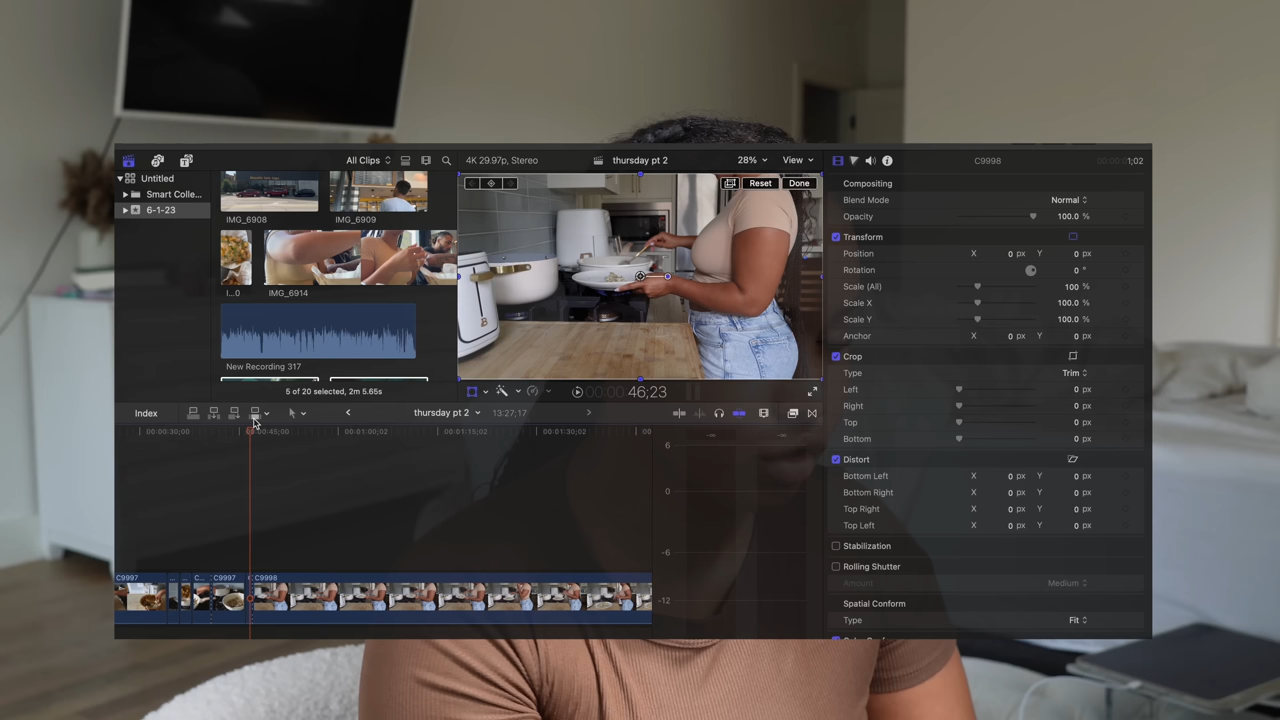 All Clips
4K 29.97p, Stereo
thursday pt 2
28%
View
C9998
1;02
Untitled
Smart Colle...
6-1-23
IMG_6908
IMG_6909
I...0
IMG_6914
New Recording 317
5 of 20 selected, 2m 5.65s
Reset
Done
00:00:46;23
Compositing
Blend Mode Normal
Opacity 100.0 %
Transform
Position X 0 px Y 0 px
Rotation 0 °
Scale (All) 100 %
Scale X 100.0 %
Scale Y 100.0 %
Anchor X 0 px Y 0 px
Crop
Type Trim
Left 0 px
Right 0 px
Top 0 px
Bottom 0 px
Distort
Bottom Left X 0 px Y 0 px
Bottom Right X 0 px Y 0 px
Top Right X 0 px Y 0 px
Top Left X 0 px Y 0 px
Stabilization
Rolling Shutter
Amount Medium
Spatial Conform
Type Fit
Index
thursday pt 2
13:27;17
00:00:30;00
00:00:45;00
00:01:00;02
00:01:15;02
00:01:30;02
00
6
0
-6
-12
C9997
C...
C9997
C9998